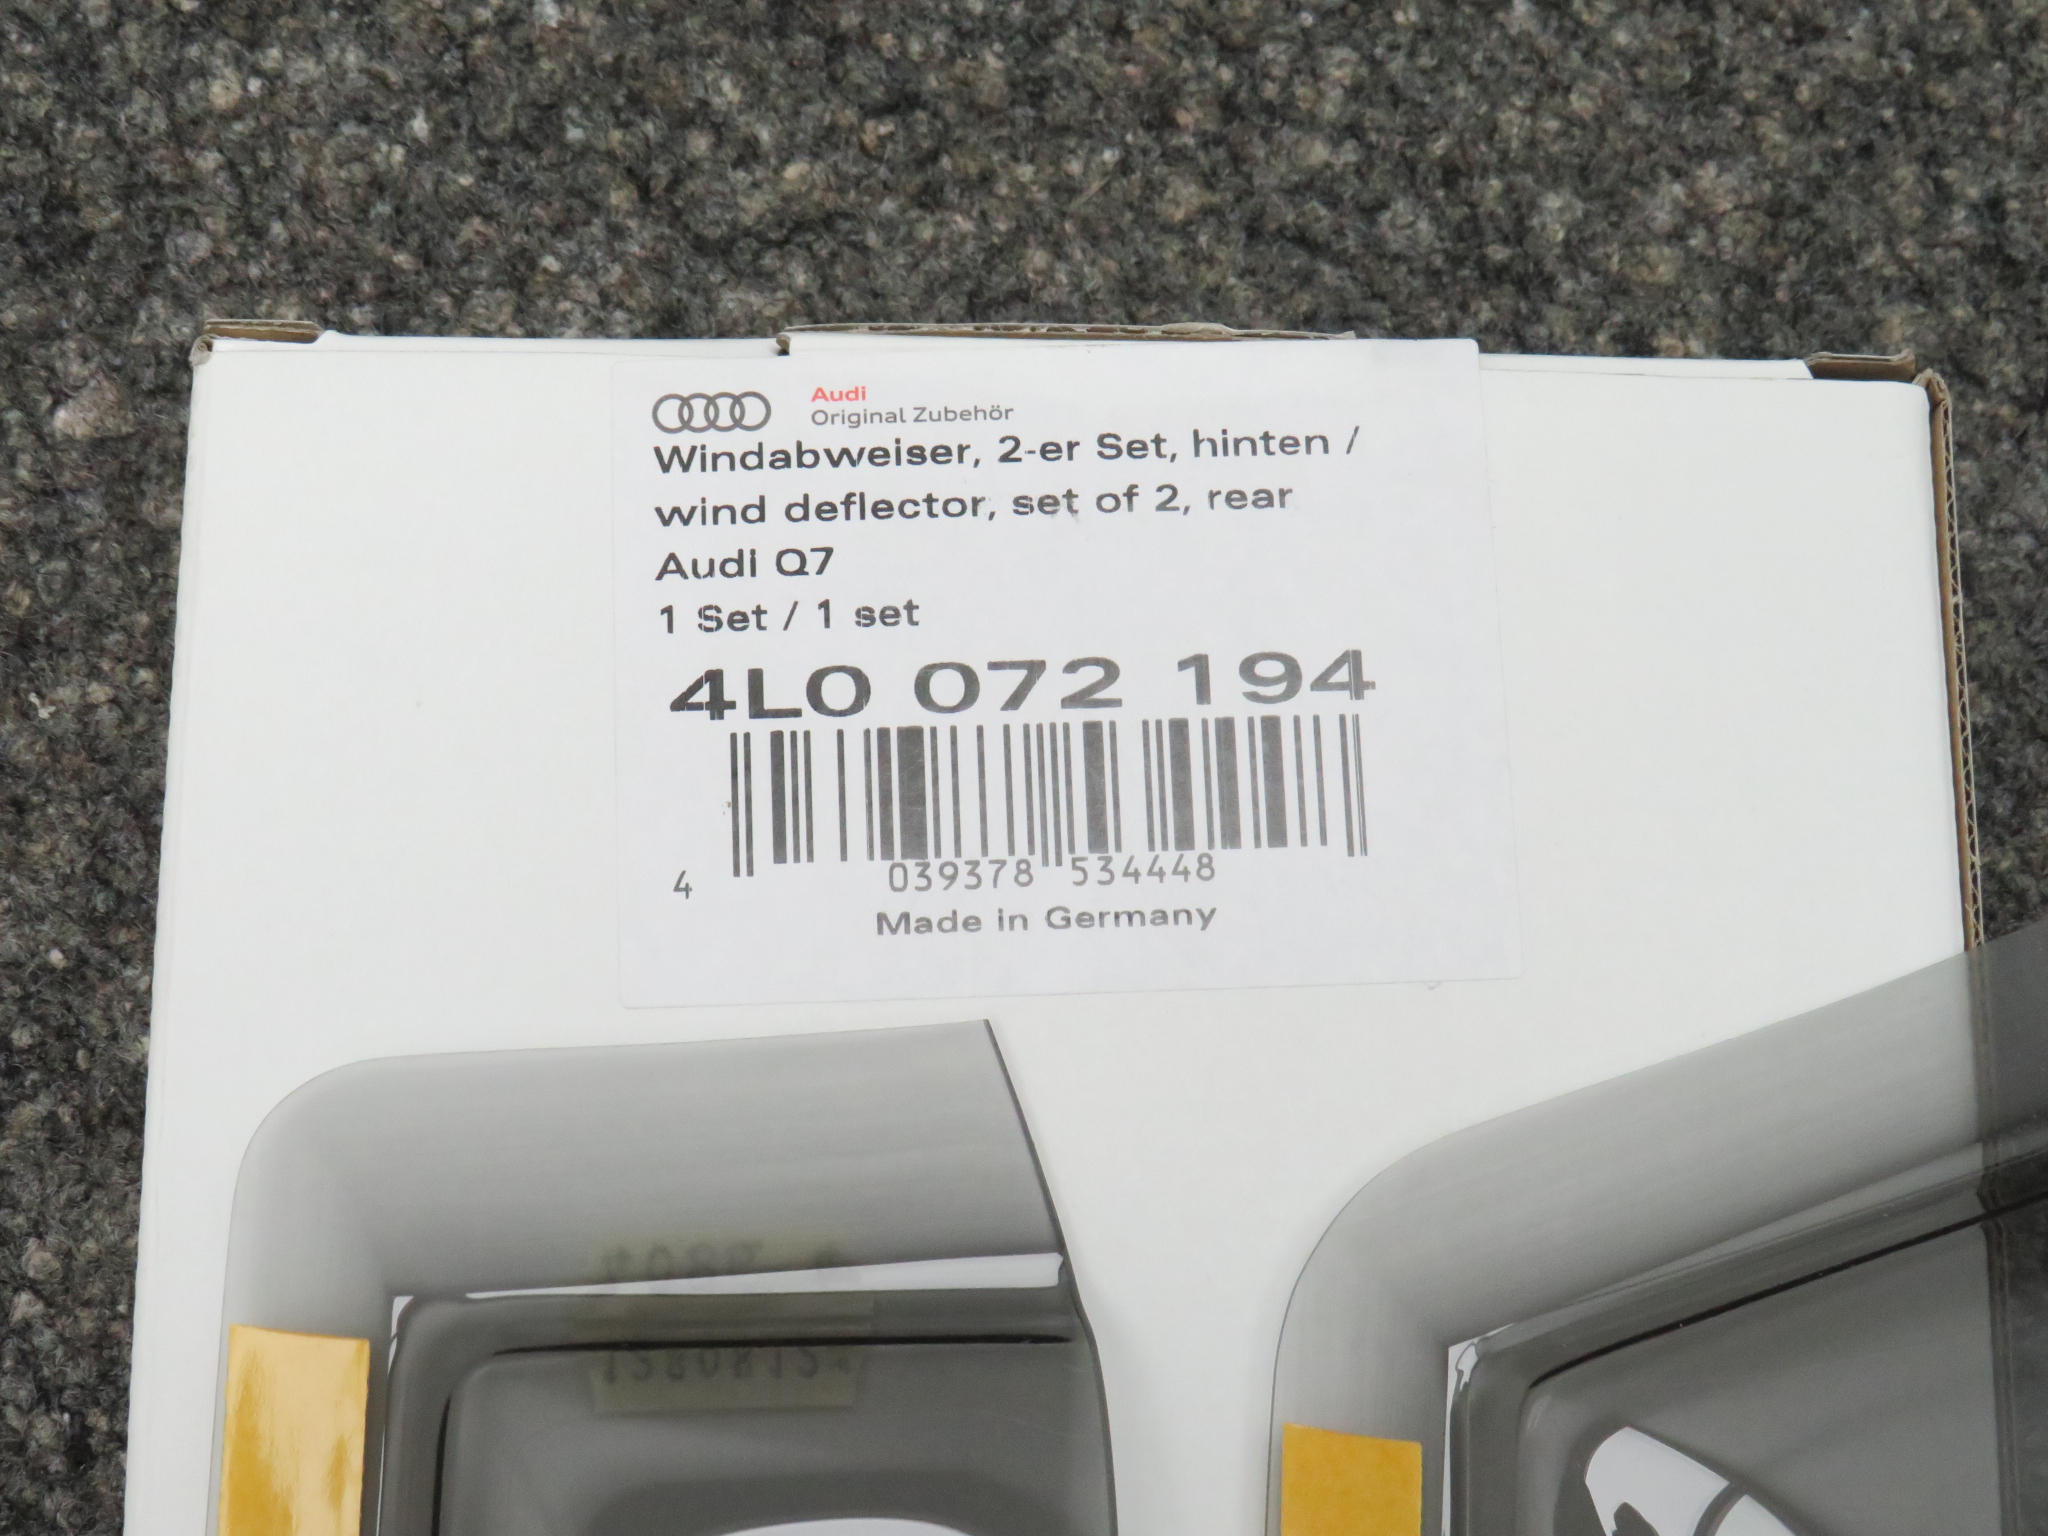 Audi
Original Zubehör
Windabweiser, 2-er Set, hinten /
wind deflector, set of 2, rear
Audi Q7
1 Set / 1 set
4L0 072 194
4 039378 534448
Made in Germany